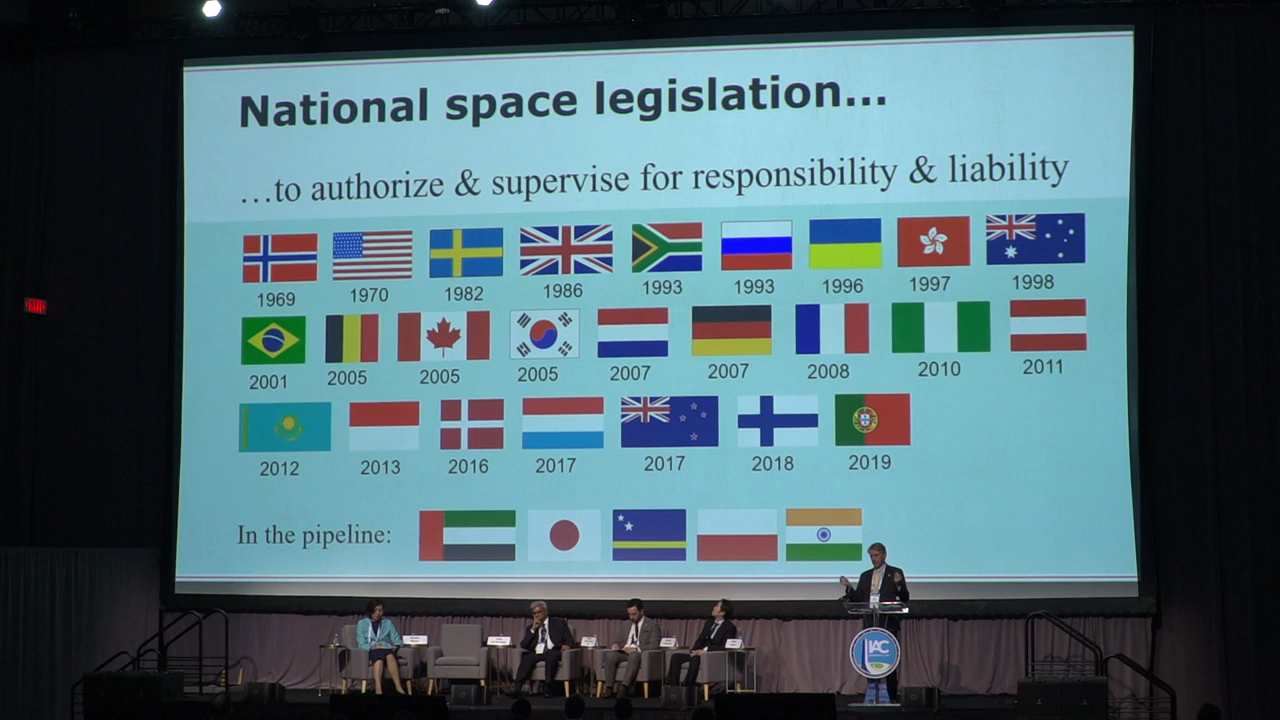 National space legislation...
...to authorize & supervise for responsibility & liability
1969 1970 1982 1986 1993 1993 1996 1997 1998
2001 2005 2005 2005 2007 2007 2008 2010 2011
2012 2013 2016 2017 2017 2018 2019
In the pipeline:
IAC